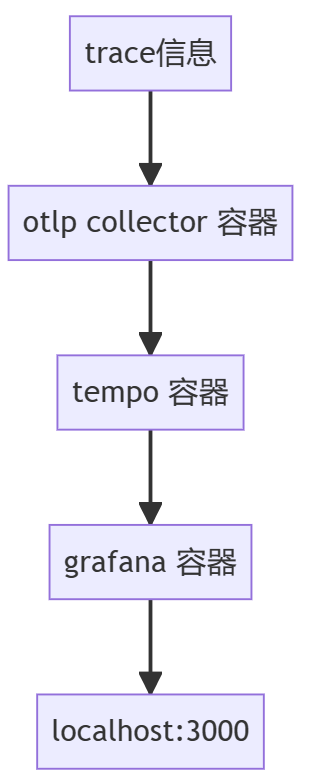 trace信息
otlp collector 容器
tempo 容器
grafana 容器
localhost:3000